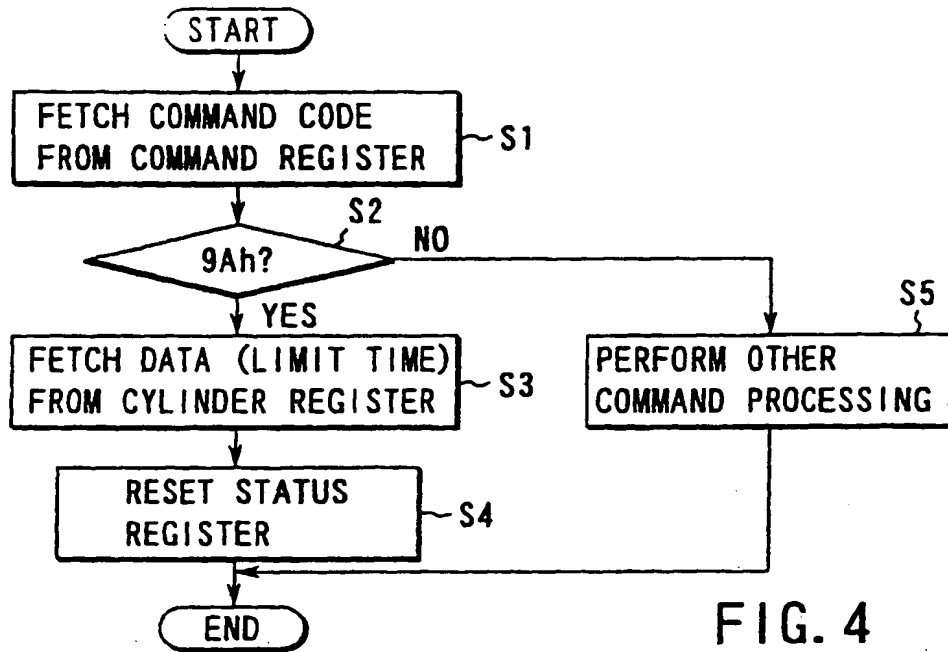 START
FETCH COMMAND CODE
FROM COMMAND REGISTER
S1
S2
9Ah?
NO
YES
FETCH DATA (LIMIT TIME)
FROM CYLINDER REGISTER
S3
S5
PERFORM OTHER
COMMAND PROCESSING
RESET STATUS
REGISTER
S4
END
FIG. 4